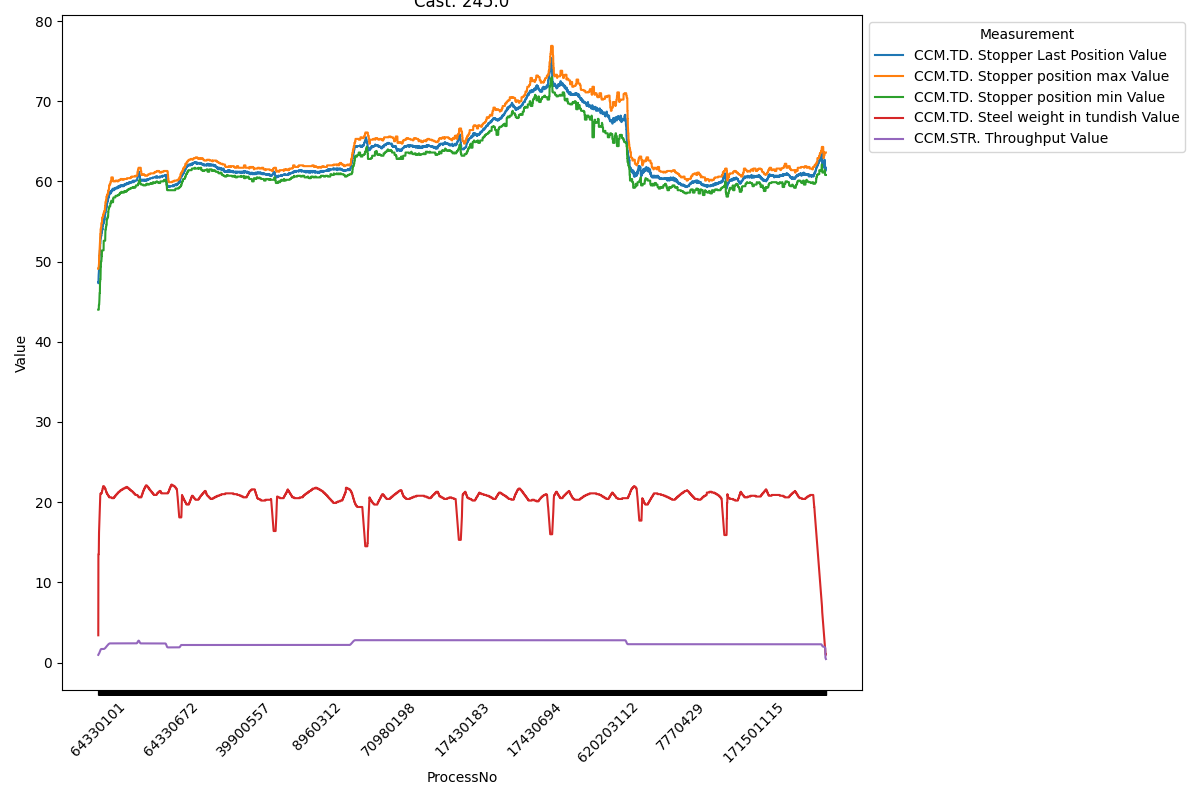 Cast: 245.0
80
70
60
50
40
30
20
10
0
Value
64330101
64330672
39900557
8960312
70980198
17430183
17430694
620203112
7770429
171501115
ProcessNo
Measurement
CCM.TD. Stopper Last Position Value
CCM.TD. Stopper position max Value
CCM.TD. Stopper position min Value
CCM.TD. Steel weight in tundish Value
CCM.STR. Throughput Value